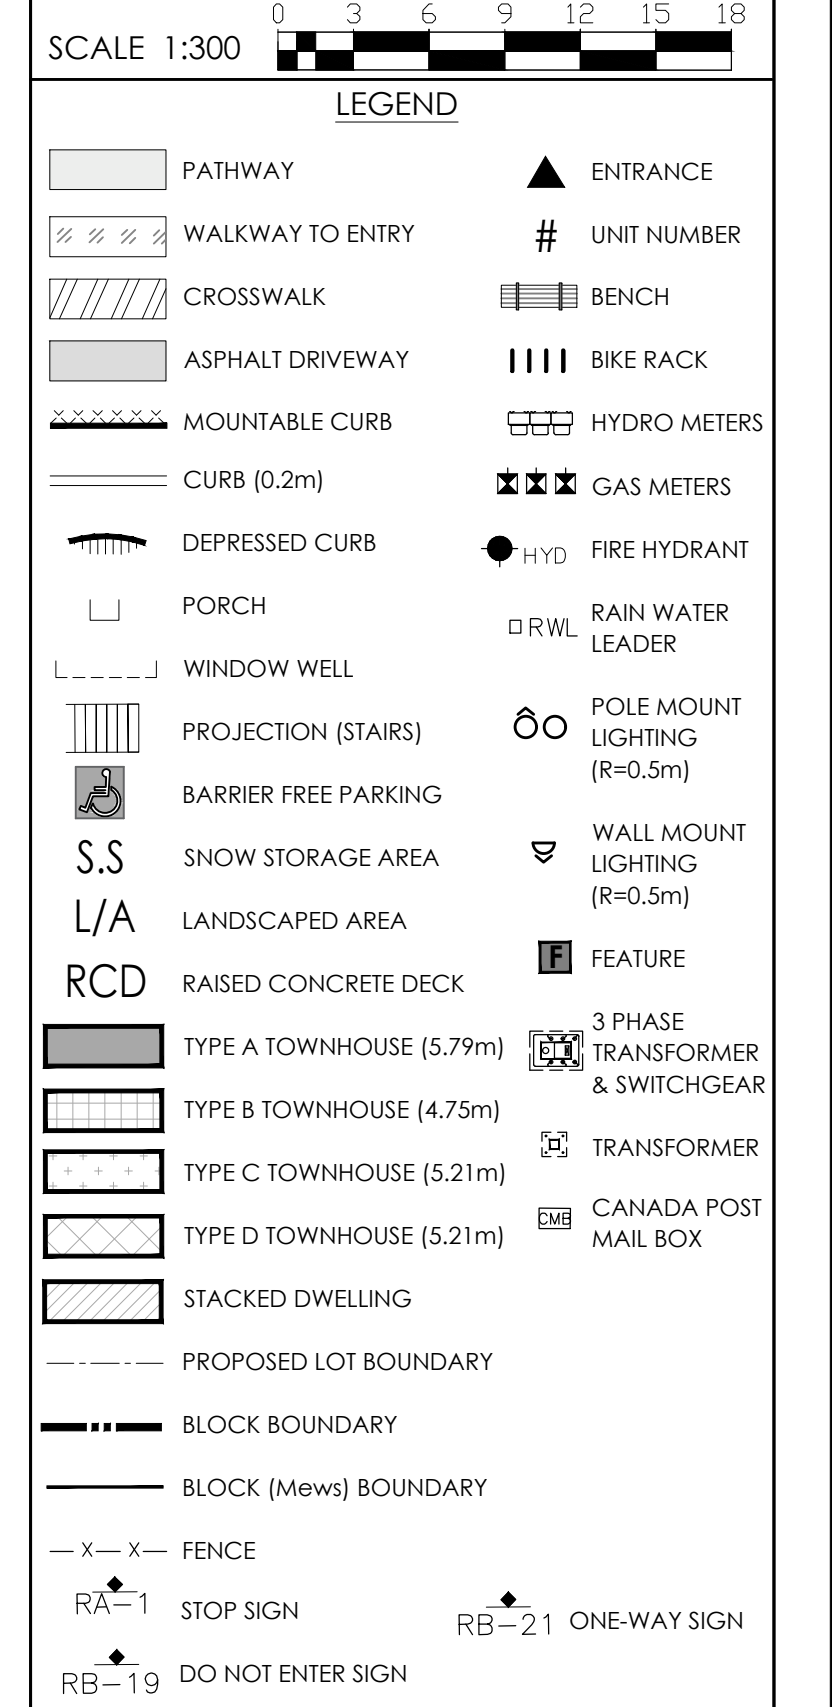 0 3 6 9 12 15 18
SCALE 1:300
LEGEND
PATHWAY
WALKWAY TO ENTRY
CROSSWALK
ASPHALT DRIVEWAY
MOUNTABLE CURB
CURB (0.2m)
DEPRESSED CURB
PORCH
WINDOW WELL
PROJECTION (STAIRS)
BARRIER FREE PARKING
S.S SNOW STORAGE AREA
L/A LANDSCAPED AREA
RCD RAISED CONCRETE DECK
TYPE A TOWNHOUSE (5.79m)
TYPE B TOWNHOUSE (4.75m)
TYPE C TOWNHOUSE (5.21m)
TYPE D TOWNHOUSE (5.21m)
STACKED DWELLING
PROPOSED LOT BOUNDARY
BLOCK BOUNDARY
BLOCK (Mews) BOUNDARY
X X FENCE
RA-1 STOP SIGN
RB-19 DO NOT ENTER SIGN
ENTRANCE
# UNIT NUMBER
BENCH
BIKE RACK
HYDRO METERS
GAS METERS
HYD FIRE HYDRANT
RWL RAIN WATER
LEADER
POLE MOUNT
LIGHTING
(R=0.5m)
WALL MOUNT
LIGHTING
(R=0.5m)
F FEATURE
3 PHASE
TRANSFORMER
& SWITCHGEAR
TRANSFORMER
CMB CANADA POST
MAIL BOX
RB-21 ONE-WAY SIGN